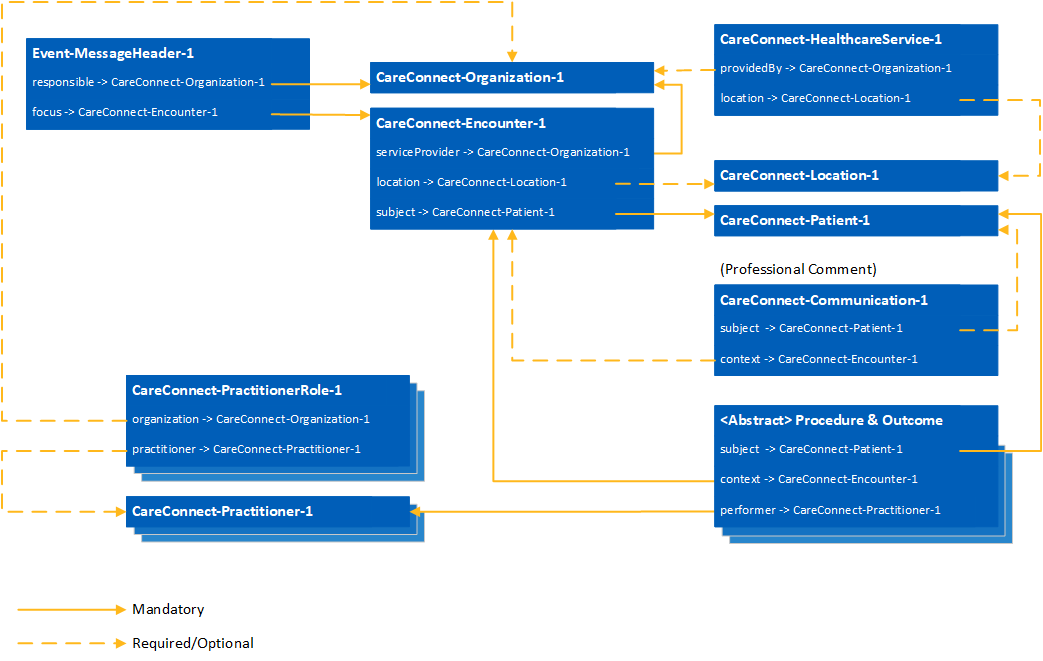 Event-MessageHeader-1
responsible -> CareConnect-Organization-1
focus -> CareConnect-Encounter-1
CareConnect-Organization-1
CareConnect-Encounter-1
serviceProvider -> CareConnect-Organization-1
location -> CareConnect-Location-1
subject -> CareConnect-Patient-1
CareConnect-HealthcareService-1
providedBy -> CareConnect-Organization-1
location -> CareConnect-Location-1
CareConnect-Location-1
CareConnect-Patient-1
(Professional Comment)
CareConnect-Communication-1
subject -> CareConnect-Patient-1
context -> CareConnect-Encounter-1
CareConnect-PractitionerRole-1
organization -> CareConnect-Organization-1
practitioner -> CareConnect-Practitioner-1
CareConnect-Practitioner-1
<Abstract> Procedure & Outcome
subject -> CareConnect-Patient-1
context -> CareConnect-Encounter-1
performer -> CareConnect-Practitioner-1
Mandatory
Required/Optional